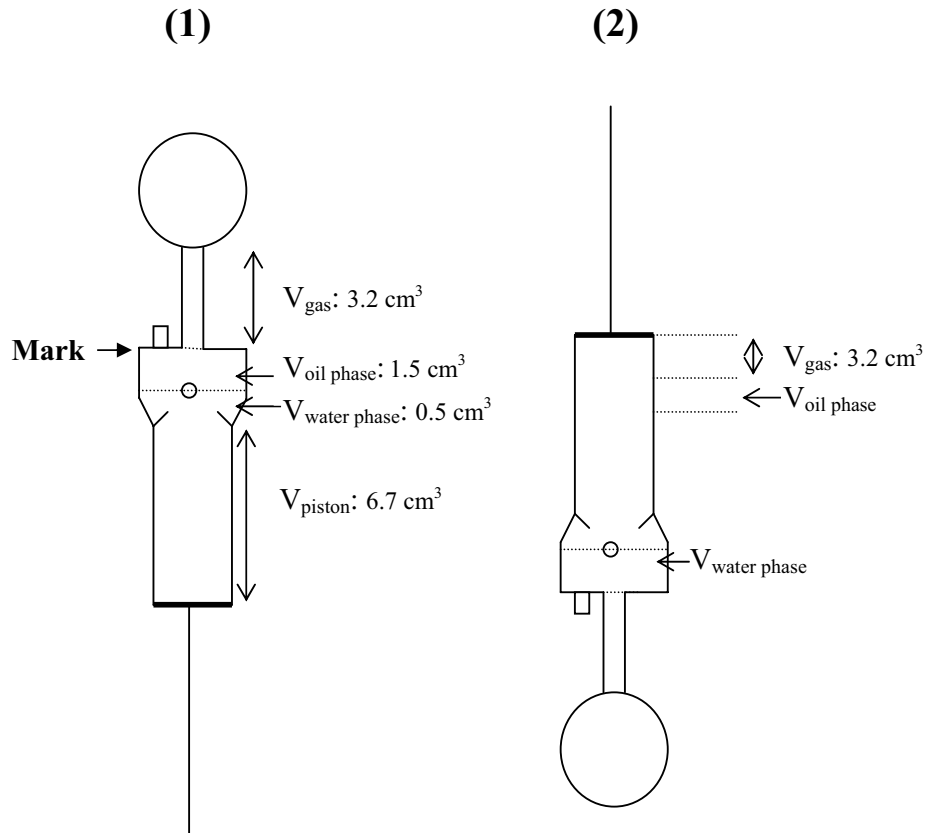 (1)
(2)
V_gas: 3.2 cm³
Mark
V_oil phase: 1.5 cm³
V_water phase: 0.5 cm³
V_piston: 6.7 cm³
V_gas: 3.2 cm³
V_oil phase
V_water phase